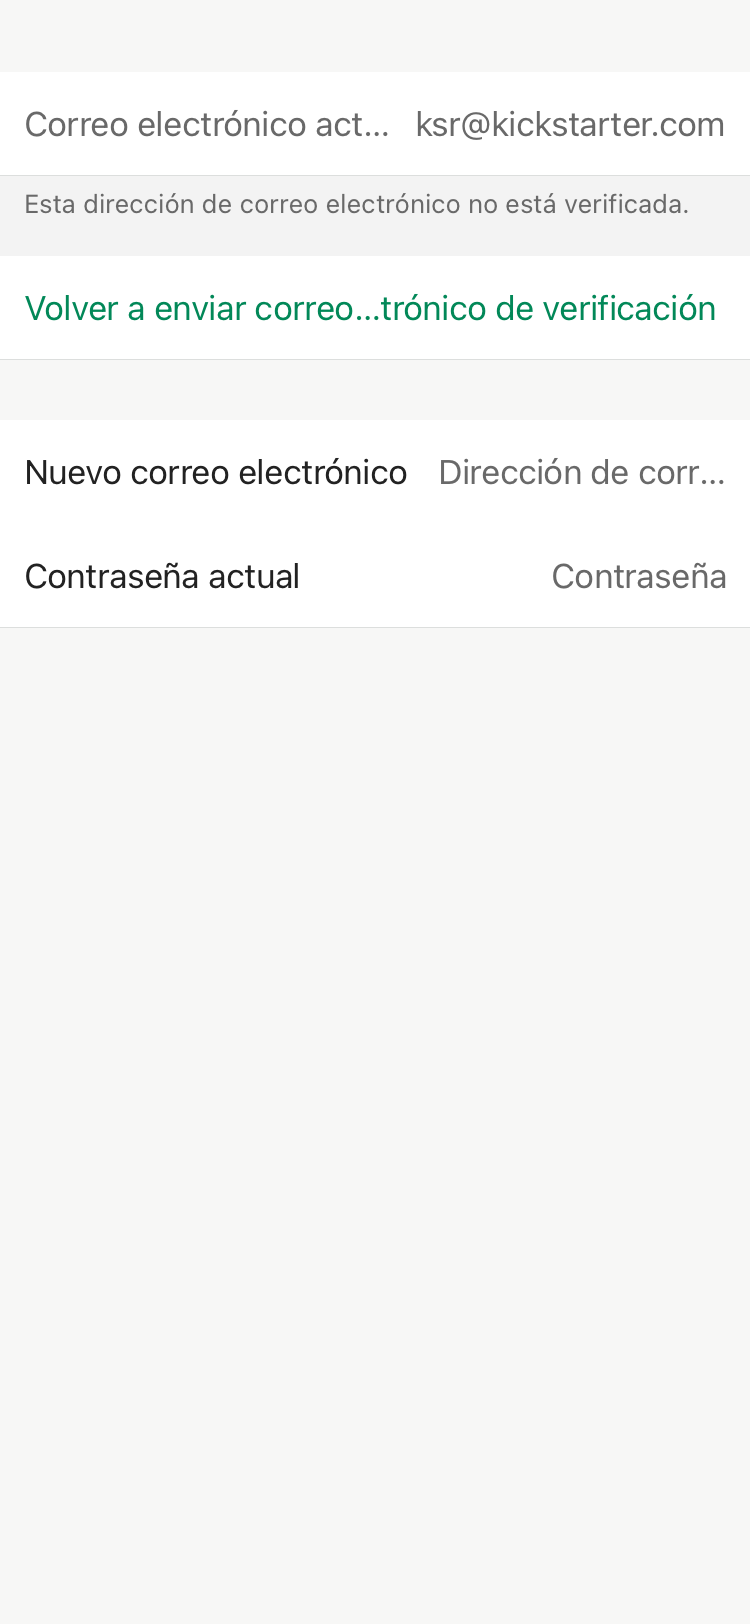 Correo electrónico act... ksr@kickstarter.com
Esta dirección de correo electrónico no está verificada.
Volver a enviar correo...trónico de verificación
Nuevo correo electrónico Dirección de corr...
Contraseña actual Contraseña